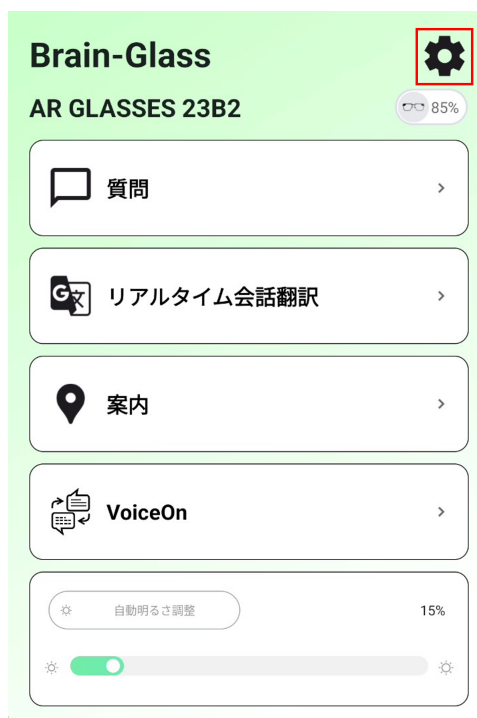 Brain-Glass
AR GLASSES 23B2
85%
質問
リアルタイム会話翻訳
案内
VoiceOn
自動明るさ調整
15%